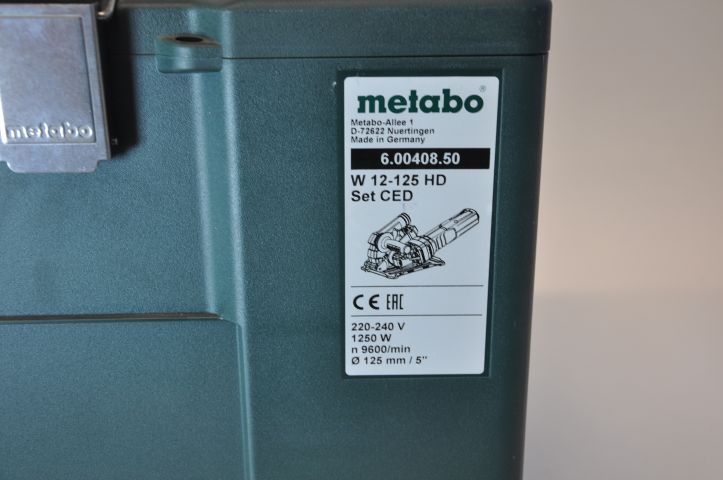 metabo
metabo®
Metabo-Allee 1
D-72622 Nuertingen
Made in Germany
6.00408.50
W 12-125 HD
Set CED
CE EAC
220-240 V
1250 W
n 9600/min
Ø 125 mm / 5"